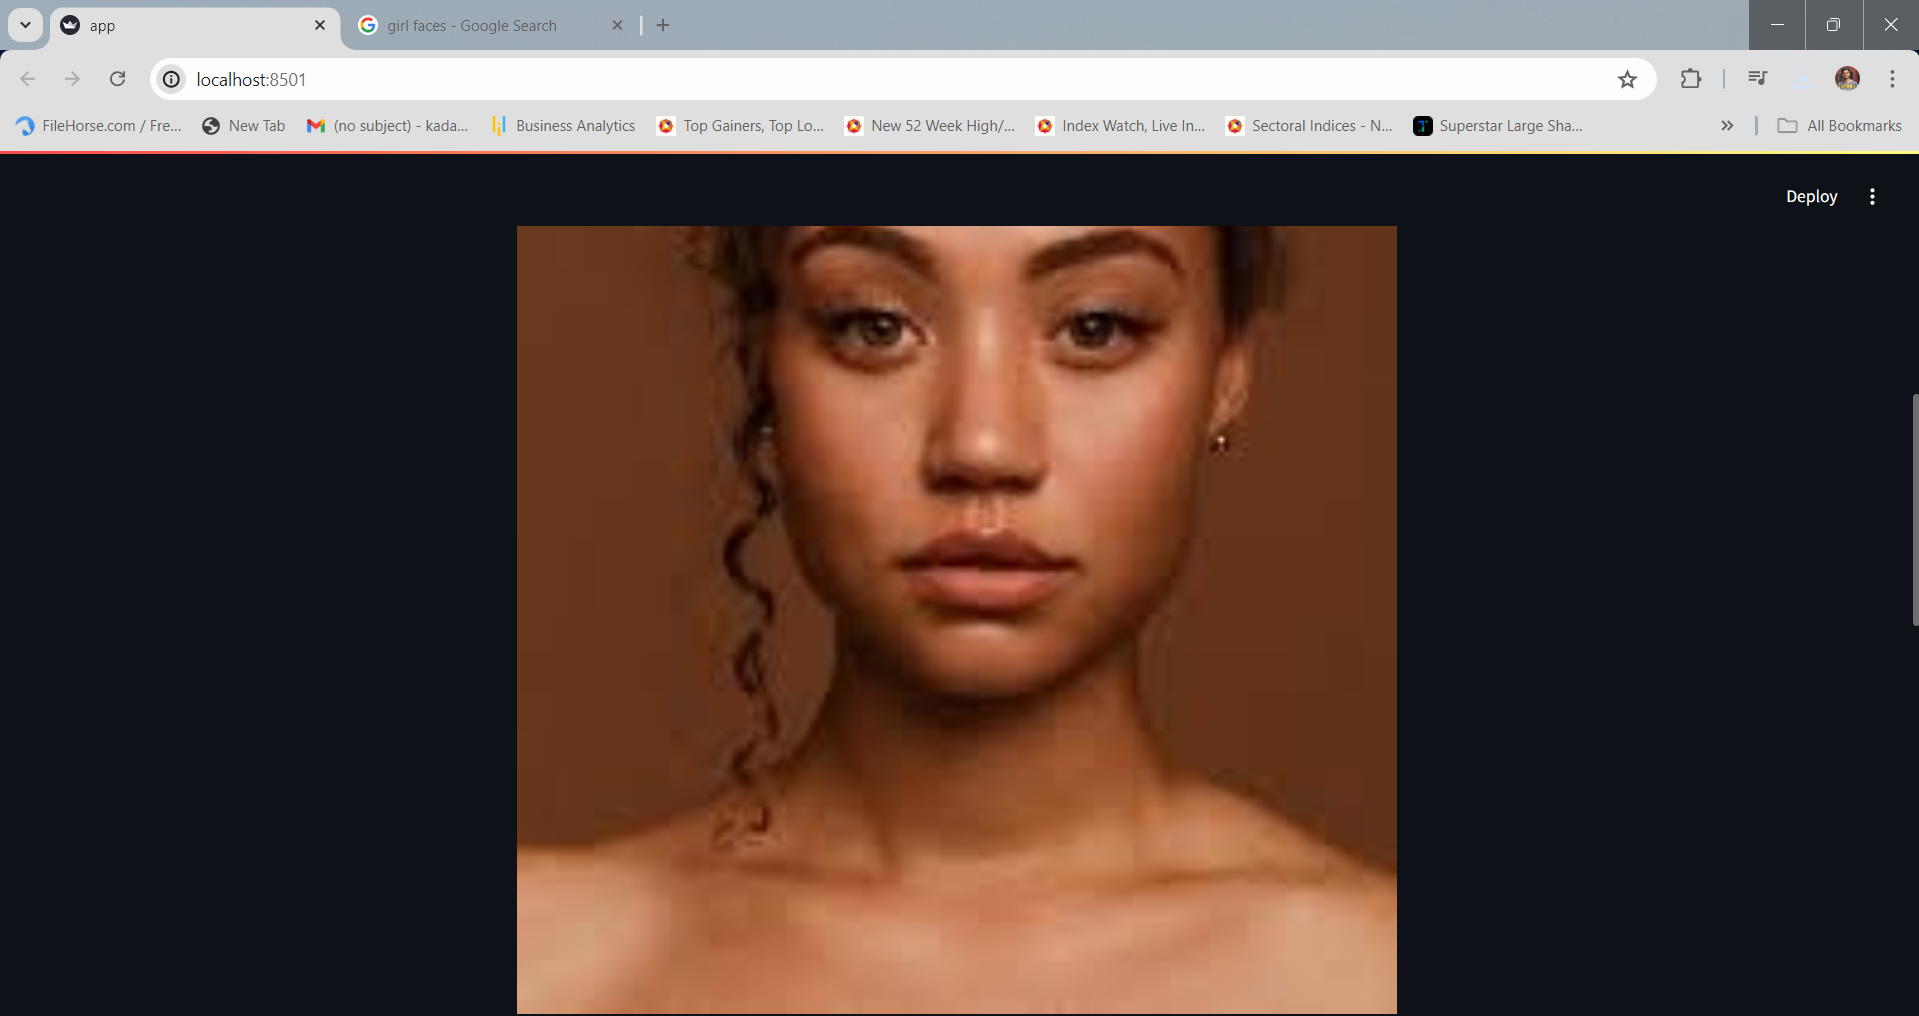 app
girl faces - Google Search
localhost:8501
FileHorse.com / Fre...
New Tab
(no subject) - kada...
Business Analytics
Top Gainers, Top Lo...
New 52 Week High/...
Index Watch, Live In...
Sectoral Indices - N...
Superstar Large Sha...
All Bookmarks
Deploy